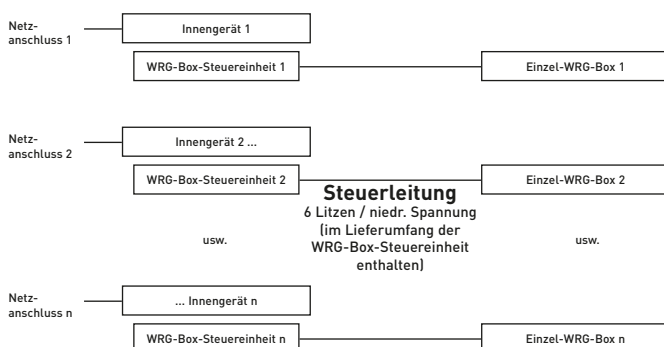 Netz-
anschluss 1
Innengerät 1
WRG-Box-Steuereinheit 1
Einzel-WRG-Box 1
Netz-
anschluss 2
Innengerät 2 ...
WRG-Box-Steuereinheit 2
Einzel-WRG-Box 2
Steuerleitung
6 Litzen / niedr. Spannung
(im Lieferumfang der
WRG-Box-Steuereinheit
enthalten)
usw.
usw.
Netz-
anschluss n
... Innengerät n
WRG-Box-Steuereinheit n
Einzel-WRG-Box n